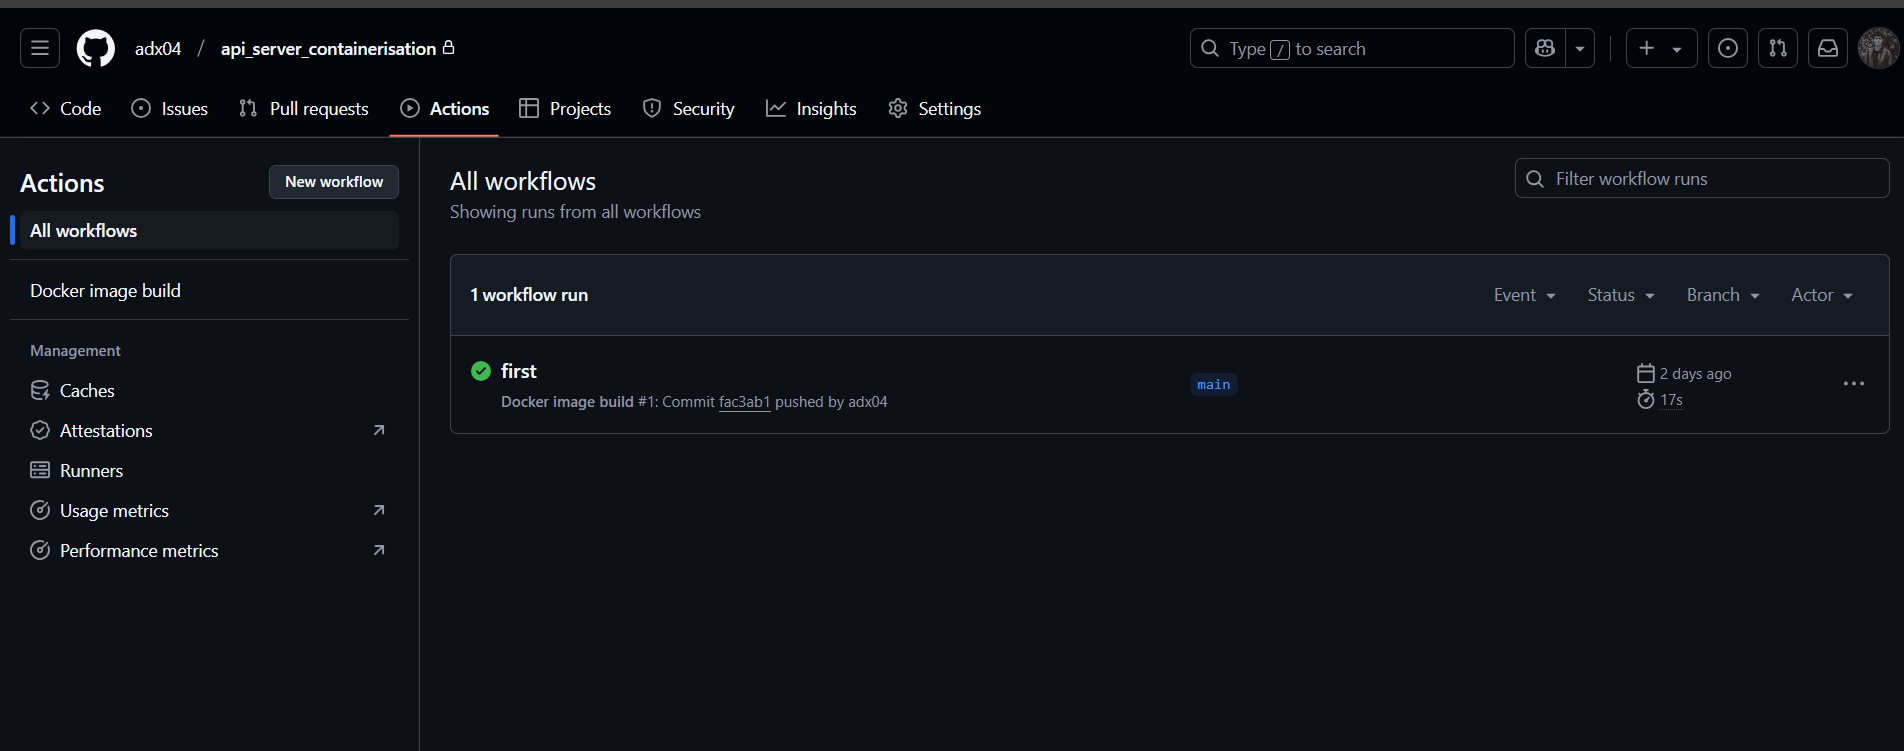 adx04 / api_server_containerisation
Type / to search
Code
Issues
Pull requests
Actions
Projects
Security
Insights
Settings
Actions
New workflow
All workflows
Docker image build
Management
Caches
Attestations
Runners
Usage metrics
Performance metrics
All workflows
Showing runs from all workflows
Filter workflow runs
1 workflow run
Event
Status
Branch
Actor
first
Docker image build #1: Commit fac3ab1 pushed by adx04
main
2 days ago
17s